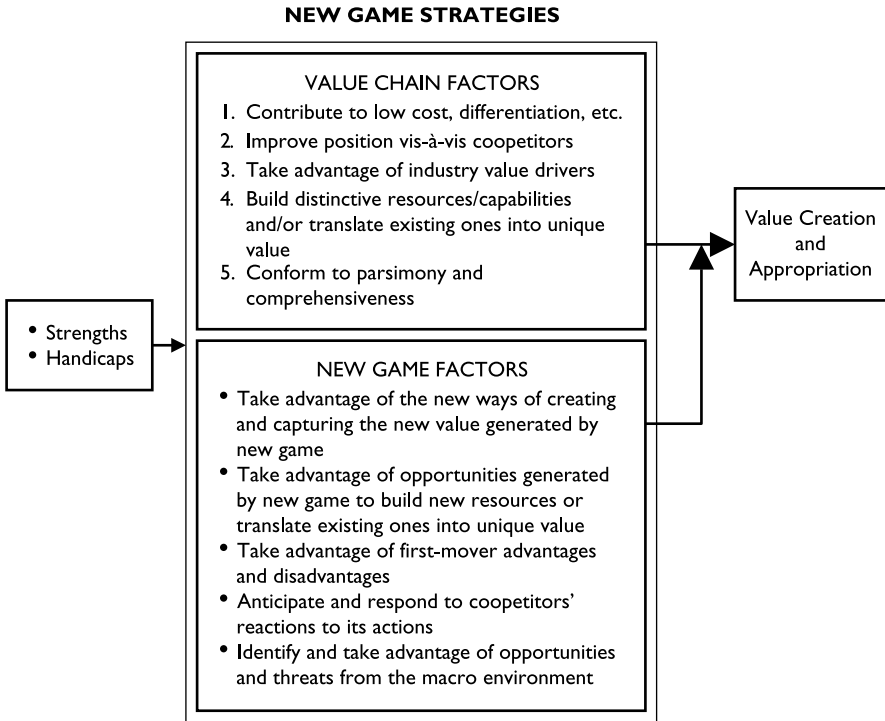 NEW GAME STRATEGIES
VALUE CHAIN FACTORS
1. Contribute to low cost, differentiation, etc.
2. Improve position vis-à-vis coopetitors
3. Take advantage of industry value drivers
4. Build distinctive resources/capabilities
and/or translate existing ones into unique
value
5. Conform to parsimony and
comprehensiveness
• Strengths
• Handicaps
NEW GAME FACTORS
• Take advantage of the new ways of creating
and capturing the new value generated by
new game
• Take advantage of opportunities generated
by new game to build new resources or
translate existing ones into unique value
• Take advantage of first-mover advantages
and disadvantages
• Anticipate and respond to coopetitors'
reactions to its actions
• Identify and take advantage of opportunities
and threats from the macro environment
Value Creation
and
Appropriation